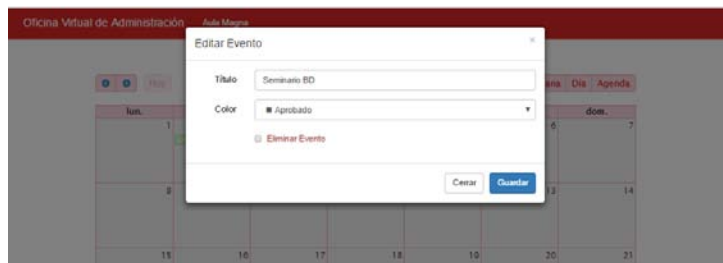 Oficina Virtual de Administración Aula Magna
Editar Evento ×
Título Seminario BD
Color Aprobado
Eliminar Evento
Cerrar Guardar
Hoy Día Agenda
lun. dom.
1 6 7
8 13 14
15 16 17 18 19 20 21